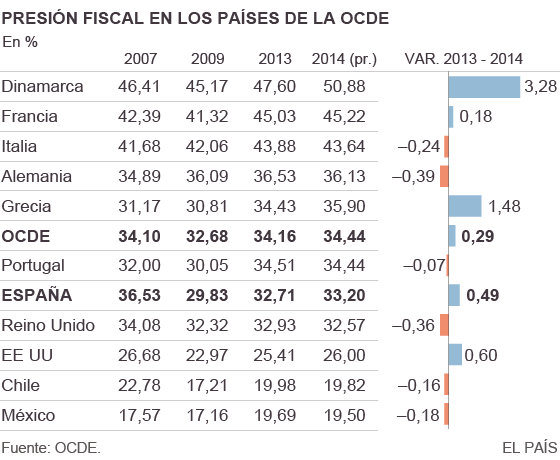 PRESIÓN FISCAL EN LOS PAÍSES DE LA OCDE
En %
2007 2009 2013 2014 (pr.) VAR. 2013 - 2014
Dinamarca 46,41 45,17 47,60 50,88 3,28
Francia 42,39 41,32 45,03 45,22 0,18
Italia 41,68 42,06 43,88 43,64 –0,24
Alemania 34,89 36,09 36,53 36,13 –0,39
Grecia 31,17 30,81 34,43 35,90 1,48
OCDE 34,10 32,68 34,16 34,44 0,29
Portugal 32,00 30,05 34,51 34,44 –0,07
ESPAÑA 36,53 29,83 32,71 33,20 0,49
Reino Unido 34,08 32,32 32,93 32,57 –0,36
EE UU 26,68 22,97 25,41 26,00 0,60
Chile 22,78 17,21 19,98 19,82 –0,16
México 17,57 17,16 19,69 19,50 –0,18
Fuente: OCDE. EL PAÍS